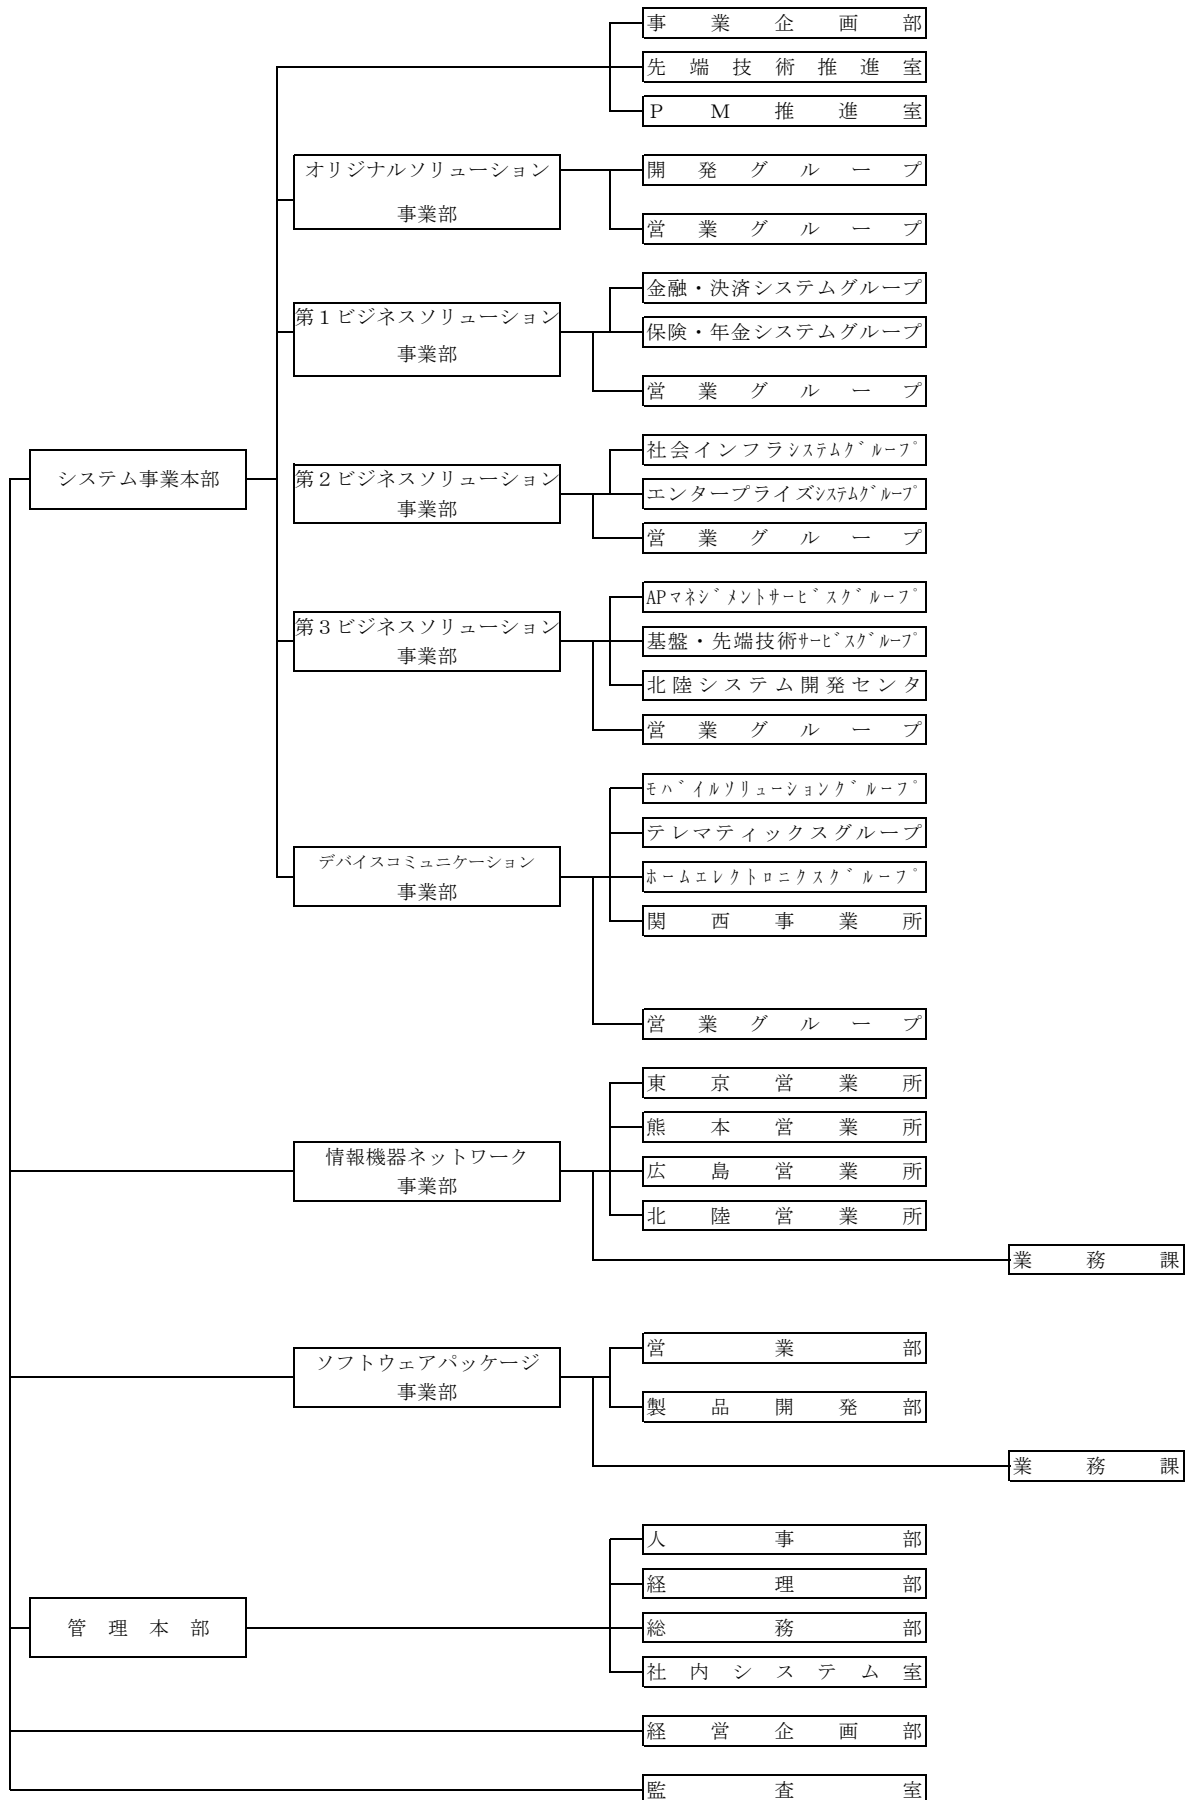 事業企画部
先端技術推進室
ＰＭ推進室
オリジナルソリューション
事業部
開発グループ
営業グループ
第１ビジネスソリューション
事業部
金融・決済システムグループ
保険・年金システムグループ
営業グループ
システム事業本部
第２ビジネスソリューション
事業部
社会インフラｼｽﾃﾑｸﾞﾙｰﾌﾟ
エンタープライズｼｽﾃﾑｸﾞﾙｰﾌﾟ
営業グループ
第３ビジネスソリューション
事業部
APﾏﾈｼﾞﾒﾝﾄｻｰﾋﾞｽｸﾞﾙｰﾌﾟ
基盤・先端技術ｻｰﾋﾞｽｸﾞﾙｰﾌﾟ
北陸システム開発センタ
営業グループ
デバイスコミュニケーション
事業部
ﾓﾊﾞｲﾙｿﾘｭｰｼｮﾝｸﾞﾙｰﾌﾟ
テレマティックスグループ
ﾎｰﾑｴﾚｸﾄﾛﾆｸｽｸﾞﾙｰﾌﾟ
関西事業所
営業グループ
情報機器ネットワーク
事業部
東京営業所
熊本営業所
広島営業所
北陸営業所
業務課
ソフトウェアパッケージ
事業部
営業部
製品開発部
業務課
管理本部
人事部
経理部
総務部
社内システム室
経営企画部
監査室